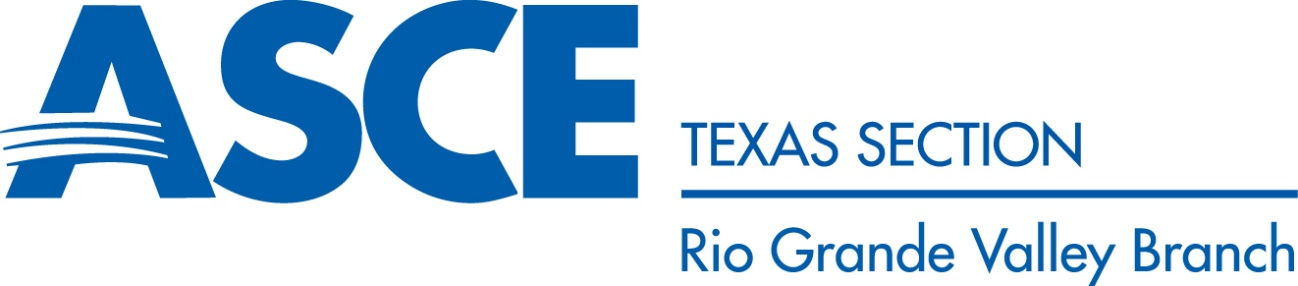 ASCE
TEXAS SECTION
Rio Grande Valley Branch